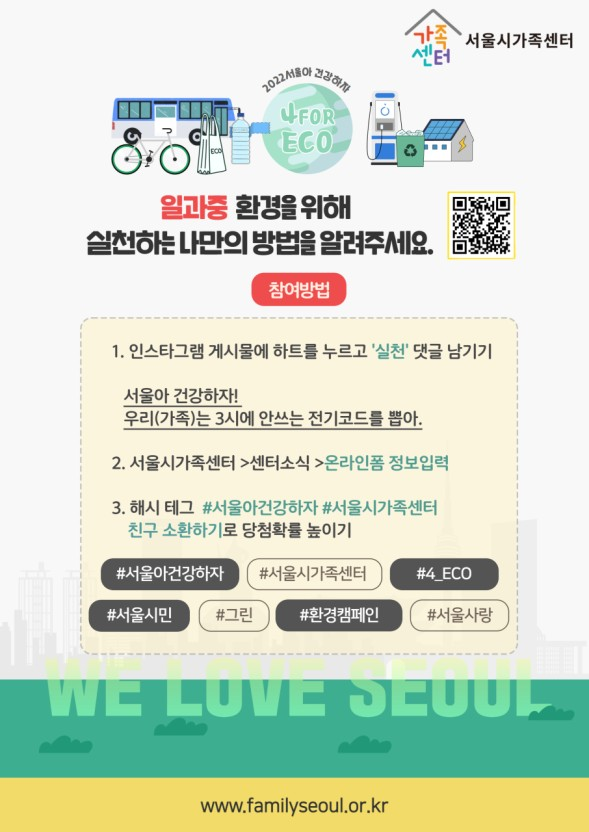 가족
센터
서울시가족센터
2022서울아 건강하자
4FOR
ECO
ECO
일과중 환경을 위해
실천하는 나만의 방법을 알려주세요.
참여방법
1. 인스타그램 게시물에 하트를 누르고 '실천' 댓글 남기기
서울아 건강하자!
우리(가족)는 3시에 안쓰는 전기코드를 뽑아.
2. 서울시가족센터 >센터소식 >온라인폼 정보입력
3. 해시 테그 #서울아건강하자 #서울시가족센터
친구 소환하기로 당첨확률 높이기
#서울아건강하자 #서울시가족센터 #4_ECO
#서울시민 #그린 #환경캠페인 #서울사랑
WE LOVE SEOUL
www.familyseoul.or.kr